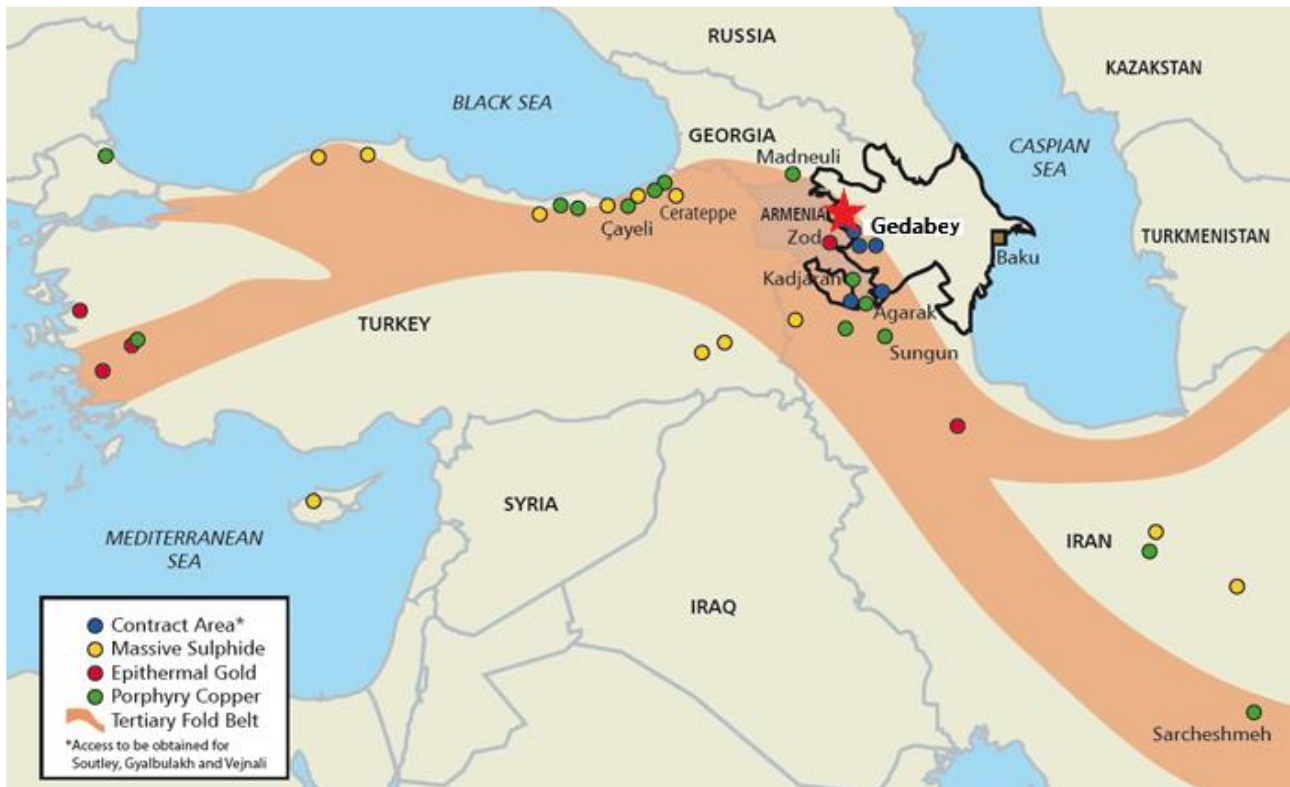 RUSSIA
KAZAKSTAN
BLACK SEA
GEORGIA
CASPIAN
SEA
Madneuli
ARMENIA
Cerateppe
Çayeli
Gedabey
Zod
TURKMENISTAN
Baku
Kadjaran
Agarak
TURKEY
Sungun
SYRIA
MEDITERRANEAN
SEA
IRAN
IRAQ
Contract Area*
Massive Sulphide
Epithermal Gold
Porphyry Copper
Tertiary Fold Belt
*Access to be obtained for
Soutley, Gyalbulakh and Vejnali
Sarcheshmeh